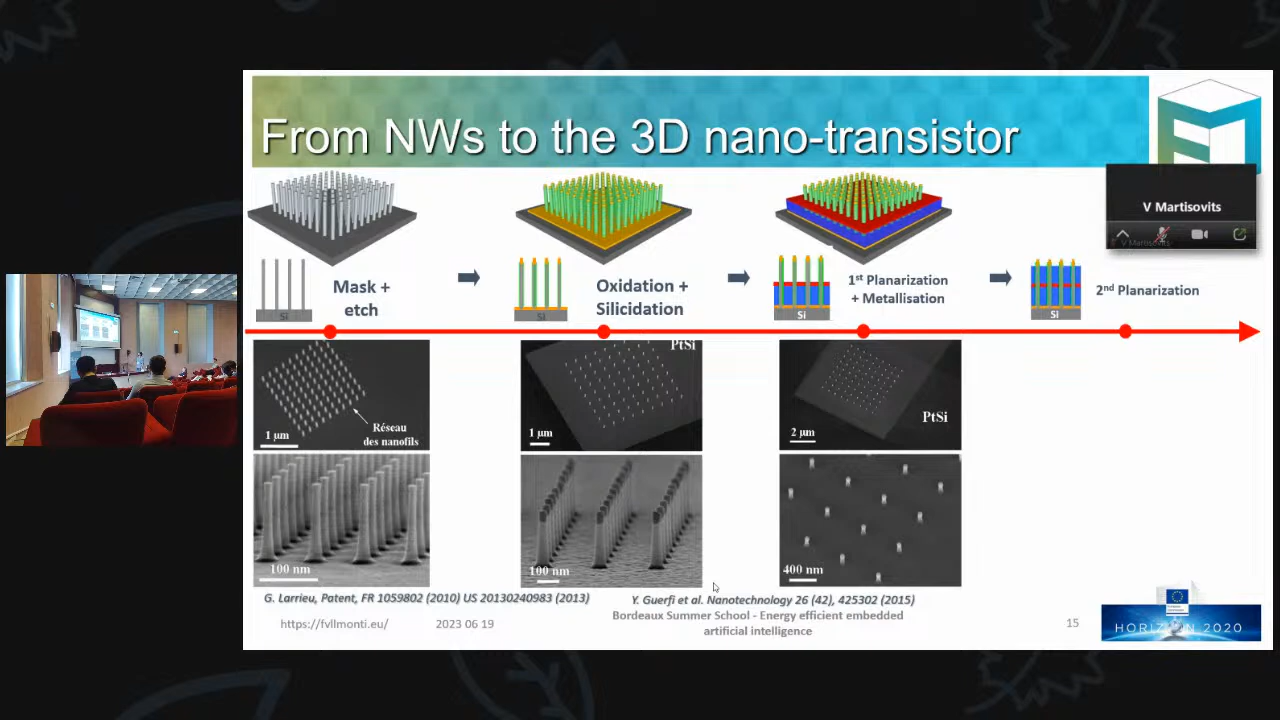 From NWs to the 3D nano-transistor
V Martisovits
V Martisovits
Si
Mask +
etch
Si
Oxidation +
Silicidation
Si
1st Planarization
+ Metallisation
Si
2nd Planarization
1 µm
Réseau
des nanofils
PtSi
1 µm
PtSi
2 µm
100 nm
100 nm
400 nm
G. Larrieu, Patent, FR 1059802 (2010) US 20130240983 (2013)
Y. Guerfi et al. Nanotechnology 26 (42), 425302 (2015)
https://fvllmonti.eu/
2023 06 19
Bordeaux Summer School - Energy efficient embedded
artificial intelligence
15
HORIZON 2020